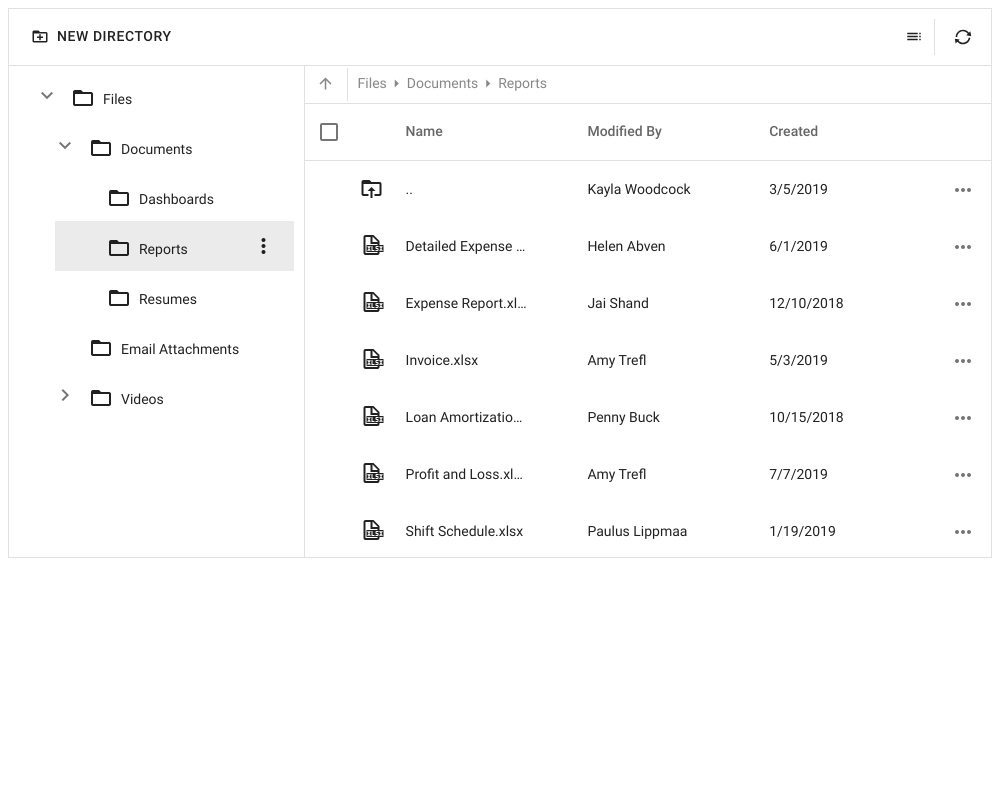 NEW DIRECTORY
Files
Documents
Dashboards
Reports
Resumes
Email Attachments
Videos
Files Documents Reports
Name Modified By Created
.. Kayla Woodcock 3/5/2019
Detailed Expense ... Helen Abven 6/1/2019
Expense Report.xl... Jai Shand 12/10/2018
Invoice.xlsx Amy Trefl 5/3/2019
Loan Amortizatio... Penny Buck 10/15/2018
Profit and Loss.xl... Amy Trefl 7/7/2019
Shift Schedule.xlsx Paulus Lippmaa 1/19/2019